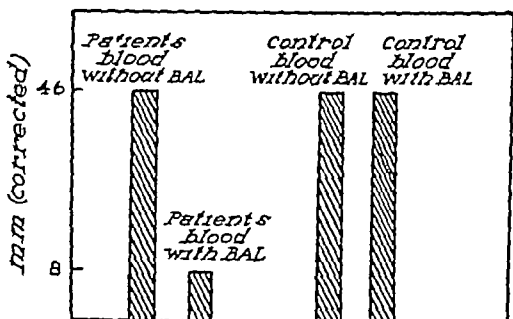 Patients
blood
without BAL
Control
blood
without BAL
Control
blood
with BAL
46
mm (corrected)
Patients
blood
with BAL
8